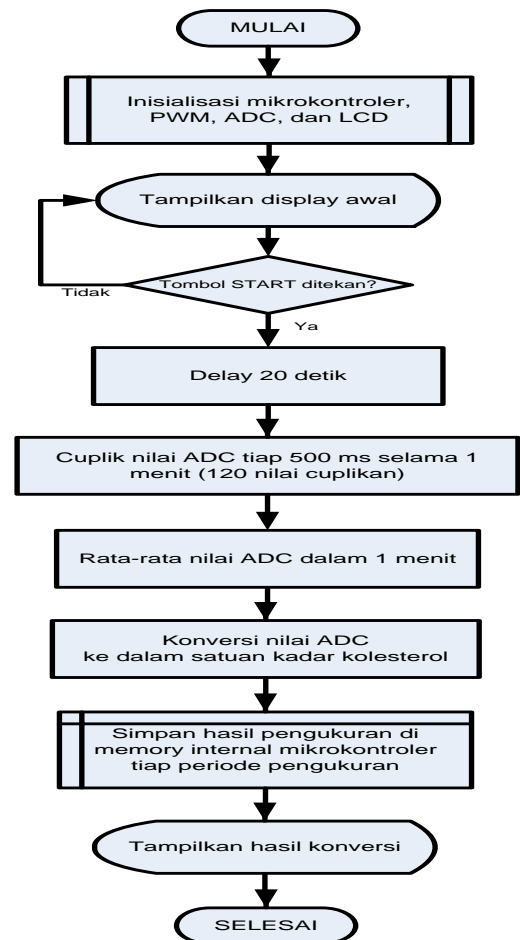 MULAI
Inisialisasi mikrokontroler,
PWM, ADC, dan LCD
Tampilkan display awal
Tombol START ditekan?
Tidak
Ya
Delay 20 detik
Cuplik nilai ADC tiap 500 ms selama 1
menit (120 nilai cuplikan)
Rata-rata nilai ADC dalam 1 menit
Konversi nilai ADC
ke dalam satuan kadar kolesterol
Simpan hasil pengukuran di
memory internal mikrokontroler
tiap periode pengukuran
Tampilkan hasil konversi
SELESAI